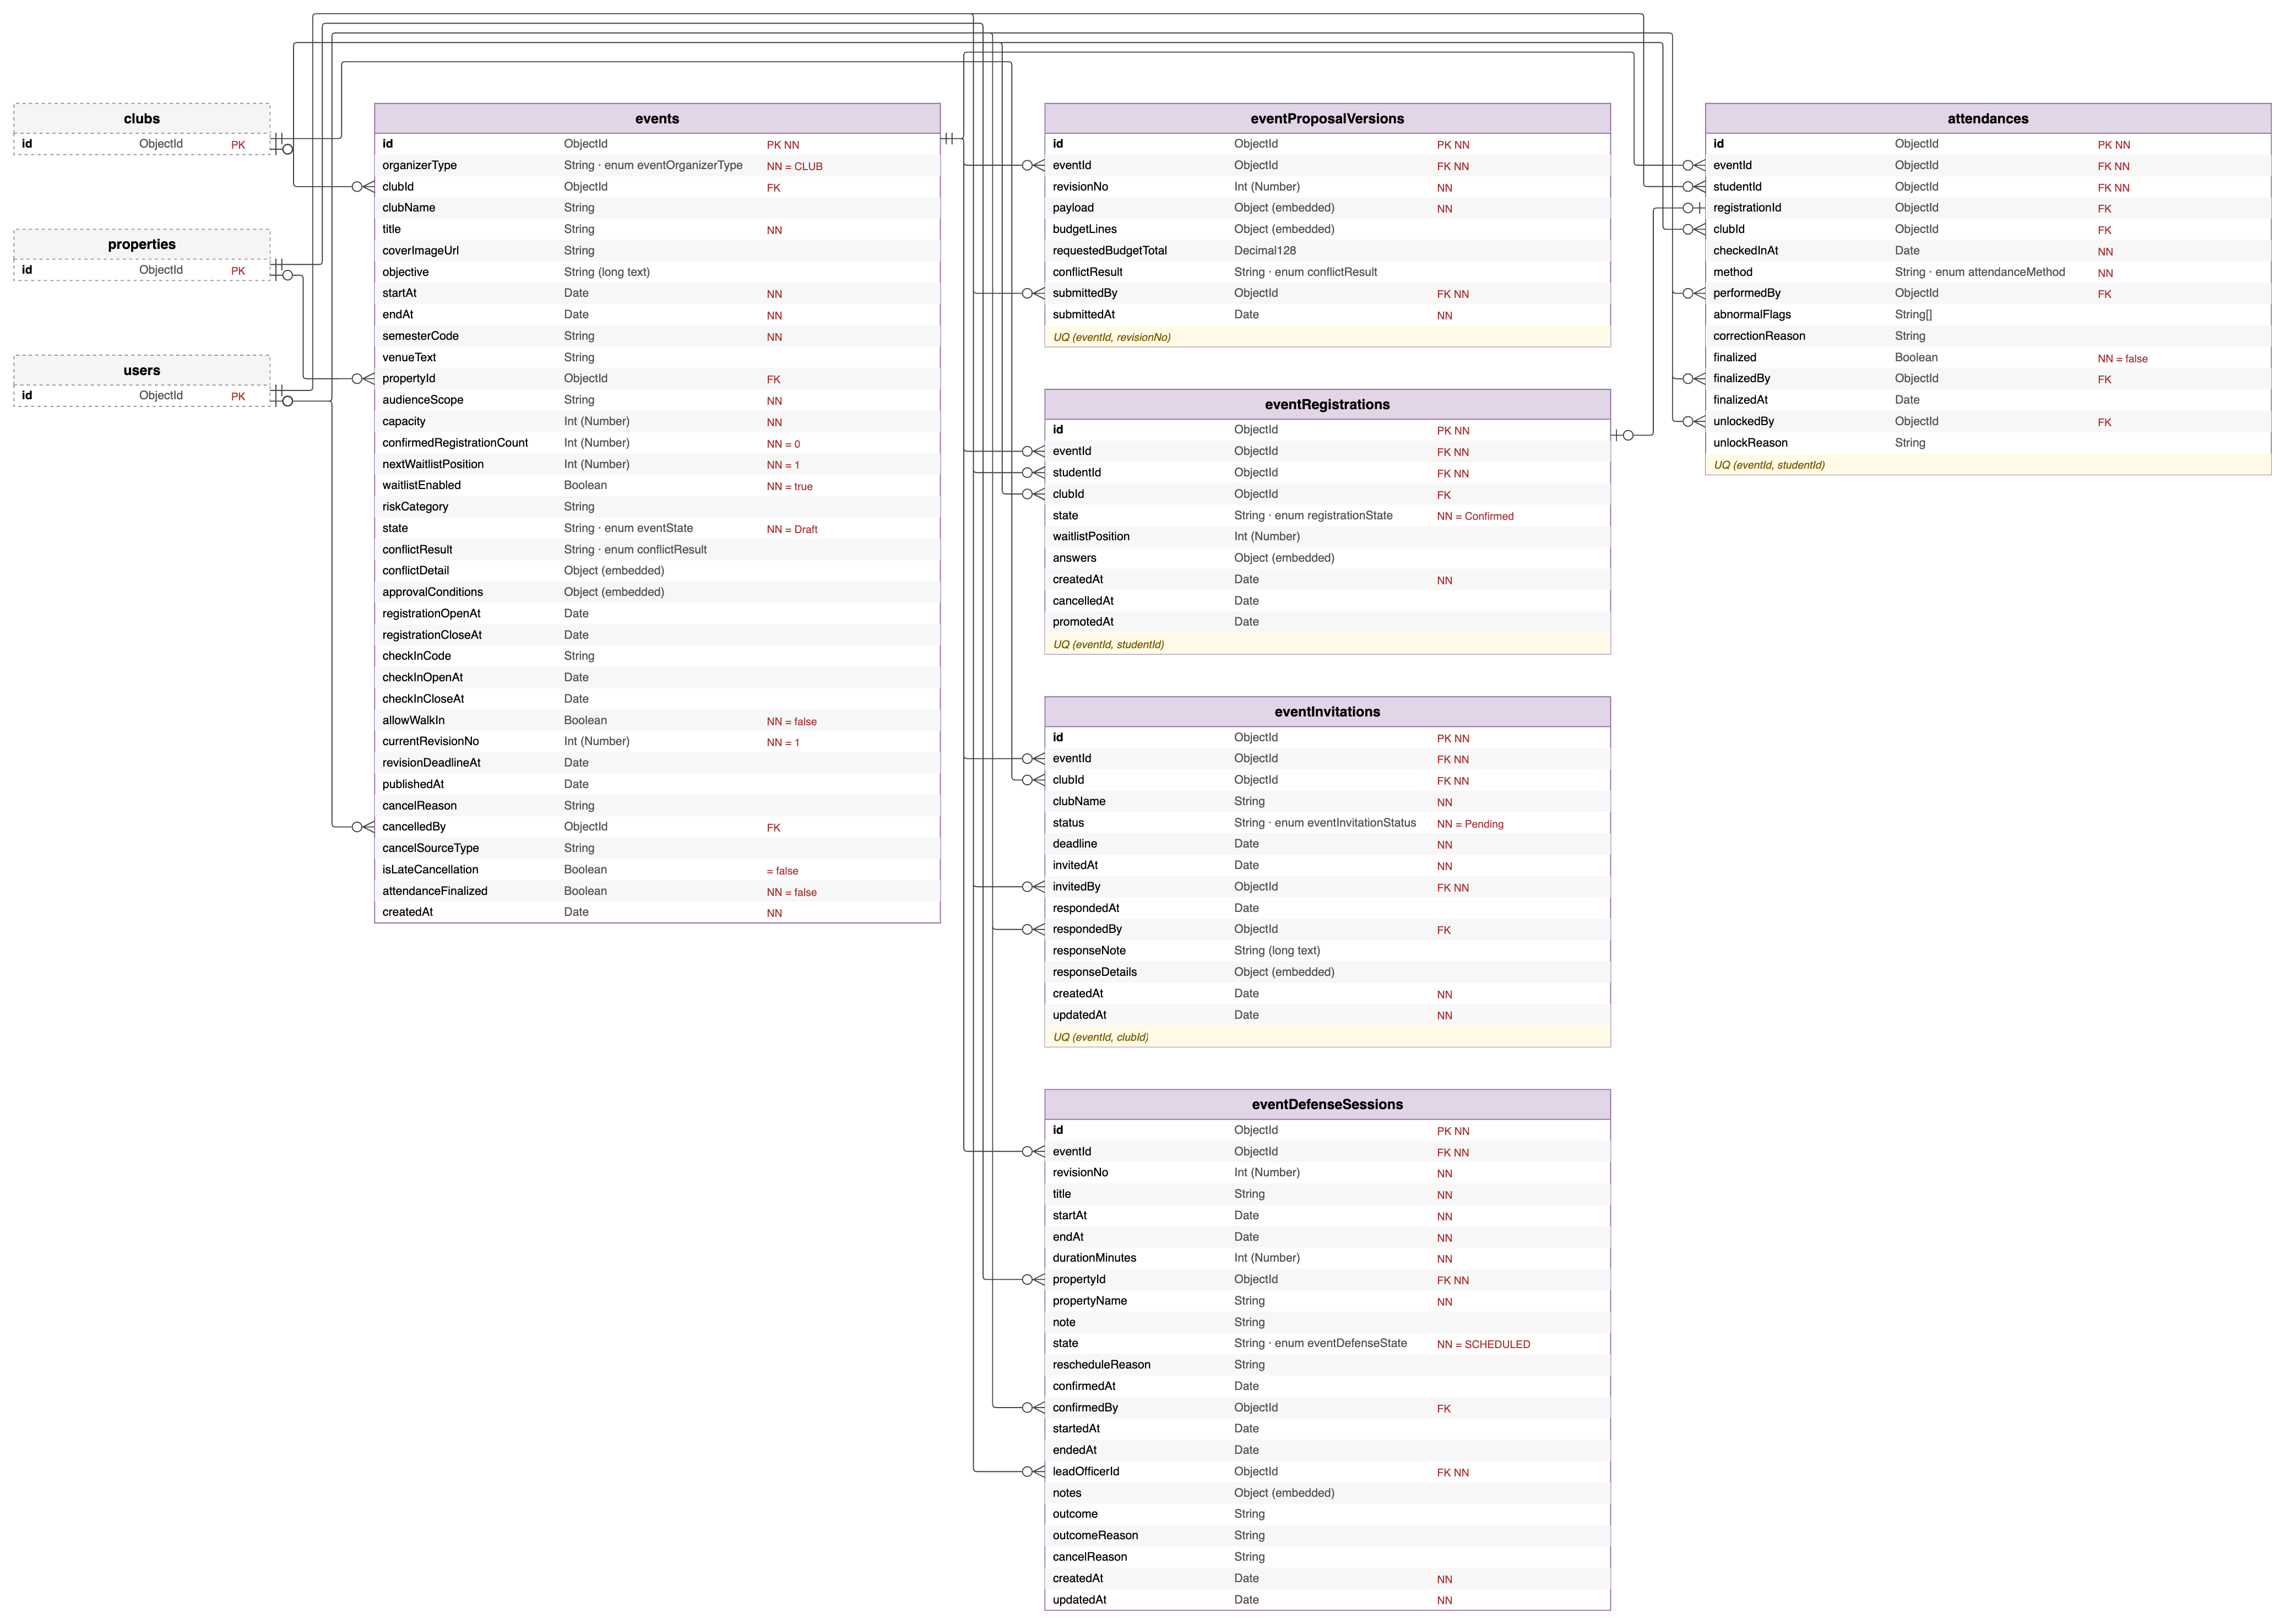 clubs
id ObjectId PK
properties
id ObjectId PK
users
id ObjectId PK
events
id ObjectId PK NN
organizerType String · enum eventOrganizerType NN = CLUB
clubId ObjectId FK
clubName String
title String NN
coverImageUrl String
objective String (long text)
startAt Date NN
endAt Date NN
semesterCode String NN
venueText String
propertyId ObjectId FK
audienceScope String NN
capacity Int (Number) NN
confirmedRegistrationCount Int (Number) NN = 0
nextWaitlistPosition Int (Number) NN = 1
waitlistEnabled Boolean NN = true
riskCategory String
state String · enum eventState NN = Draft
conflictResult String · enum conflictResult
conflictDetail Object (embedded)
approvalConditions Object (embedded)
registrationOpenAt Date
registrationCloseAt Date
checkInCode String
checkInOpenAt Date
checkInCloseAt Date
allowWalkIn Boolean NN = false
currentRevisionNo Int (Number) NN = 1
revisionDeadlineAt Date
publishedAt Date
cancelReason String
cancelledBy ObjectId FK
cancelSourceType String
isLateCancellation Boolean = false
attendanceFinalized Boolean NN = false
createdAt Date NN
eventProposalVersions
id ObjectId PK NN
eventId ObjectId FK NN
revisionNo Int (Number) NN
payload Object (embedded) NN
budgetLines Object (embedded)
requestedBudgetTotal Decimal128
conflictResult String · enum conflictResult
submittedBy ObjectId FK NN
submittedAt Date NN
UQ (eventId, revisionNo)
eventRegistrations
id ObjectId PK NN
eventId ObjectId FK NN
studentId ObjectId FK NN
clubId ObjectId FK
state String · enum registrationState NN = Confirmed
waitlistPosition Int (Number)
answers Object (embedded)
createdAt Date NN
cancelledAt Date
promotedAt Date
UQ (eventId, studentId)
eventInvitations
id ObjectId PK NN
eventId ObjectId FK NN
clubId ObjectId FK NN
clubName String NN
status String · enum eventInvitationStatus NN = Pending
deadline Date NN
invitedAt Date NN
invitedBy ObjectId FK NN
respondedAt Date
respondedBy ObjectId FK
responseNote String (long text)
responseDetails Object (embedded)
createdAt Date NN
updatedAt Date NN
UQ (eventId, clubId)
eventDefenseSessions
id ObjectId PK NN
eventId ObjectId FK NN
revisionNo Int (Number) NN
title String NN
startAt Date NN
endAt Date NN
durationMinutes Int (Number) NN
propertyId ObjectId FK NN
propertyName String NN
note String
state String · enum eventDefenseState NN = SCHEDULED
rescheduleReason String
confirmedAt Date
confirmedBy ObjectId FK
startedAt Date
endedAt Date
leadOfficerId ObjectId FK NN
notes Object (embedded)
outcome String
outcomeReason String
cancelReason String
createdAt Date NN
updatedAt Date NN
attendances
id ObjectId PK NN
eventId ObjectId FK NN
studentId ObjectId FK NN
registrationId ObjectId FK
clubId ObjectId FK
checkedInAt Date NN
method String · enum attendanceMethod NN
performedBy ObjectId FK
abnormalFlags String[]
correctionReason String
finalized Boolean NN = false
finalizedBy ObjectId FK
finalizedAt Date
unlockedBy ObjectId FK
unlockReason String
UQ (eventId, studentId)